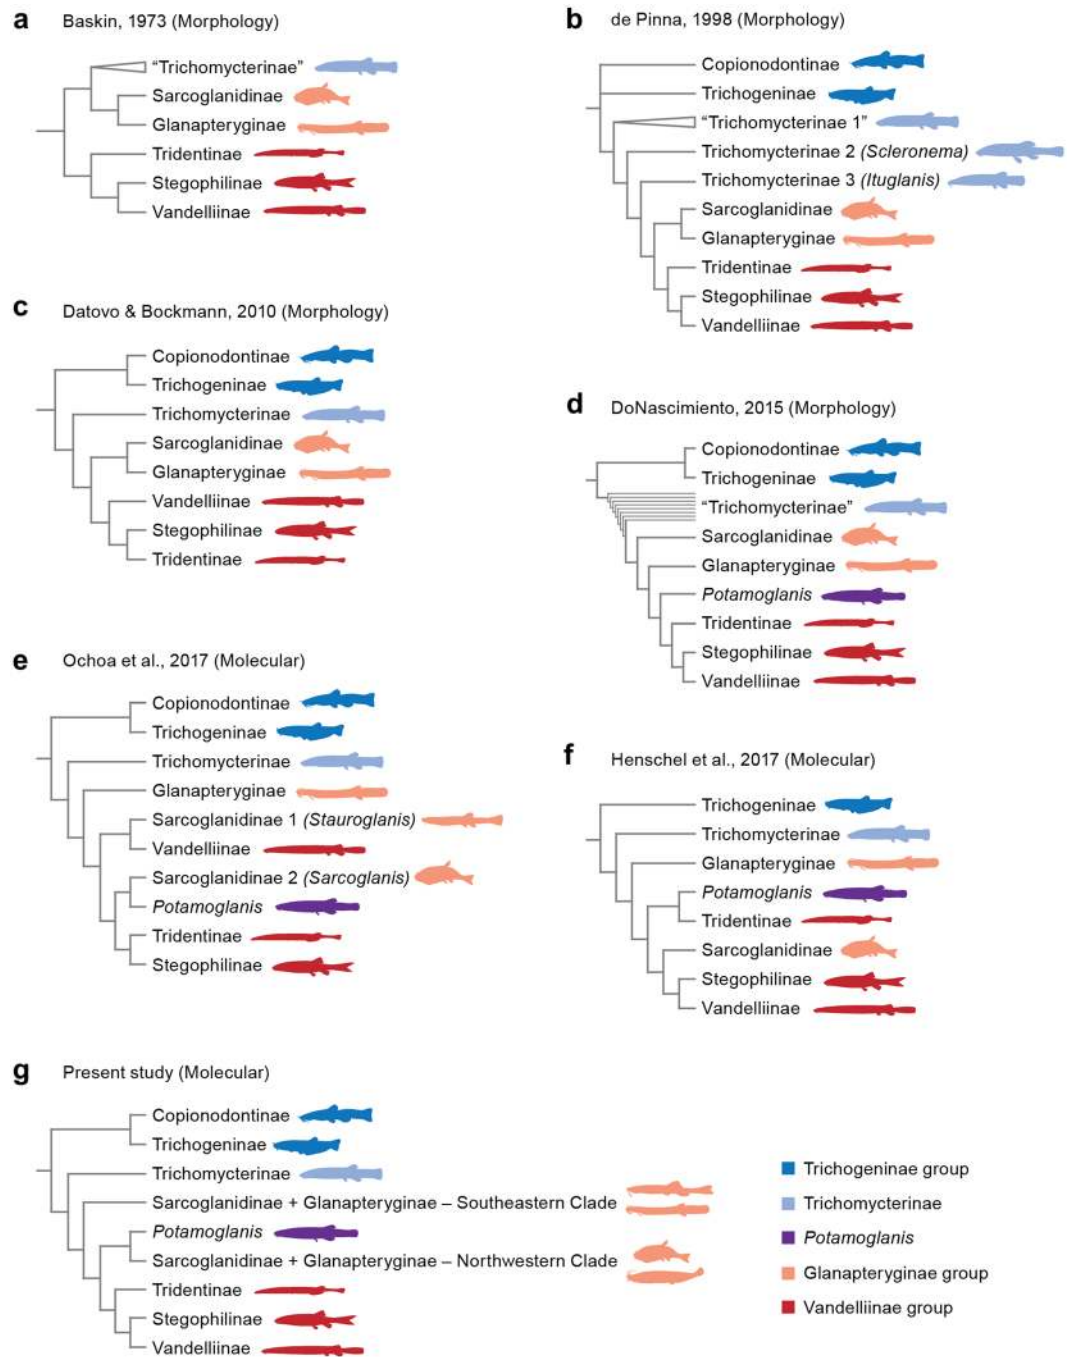 a Baskin, 1973 (Morphology)
“Trichomycterinae”
Sarcoglanidinae
Glanapteryginae
Tridentinae
Stegophilinae
Vandelliinae
b de Pinna, 1998 (Morphology)
Copionodontinae
Trichogeninae
“Trichomycterinae 1”
Trichomycterinae 2 (Scleronema)
Trichomycterinae 3 (Ituglanis)
Sarcoglanidinae
Glanapteryginae
Tridentinae
Stegophilinae
Vandelliinae
c Datovo & Bockmann, 2010 (Morphology)
Copionodontinae
Trichogeninae
Trichomycterinae
Sarcoglanidinae
Glanapteryginae
Vandelliinae
Stegophilinae
Tridentinae
d DoNascimiento, 2015 (Morphology)
Copionodontinae
Trichogeninae
“Trichomycterinae”
Sarcoglanidinae
Glanapteryginae
Potamoglanis
Tridentinae
Stegophilinae
Vandelliinae
e Ochoa et al., 2017 (Molecular)
Copionodontinae
Trichogeninae
Trichomycterinae
Glanapteryginae
Sarcoglanidinae 1 (Stauroglanis)
Vandelliinae
Sarcoglanidinae 2 (Sarcoglanis)
Potamoglanis
Tridentinae
Stegophilinae
f Henschel et al., 2017 (Molecular)
Trichogeninae
Trichomycterinae
Glanapteryginae
Potamoglanis
Tridentinae
Sarcoglanidinae
Stegophilinae
Vandelliinae
g Present study (Molecular)
Copionodontinae
Trichogeninae
Trichomycterinae
Sarcoglanidinae + Glanapteryginae – Southeastern Clade
Potamoglanis
Sarcoglanidinae + Glanapteryginae – Northwestern Clade
Tridentinae
Stegophilinae
Vandelliinae
Trichogeninae group
Trichomycterinae
Potamoglanis
Glanapteryginae group
Vandelliinae group